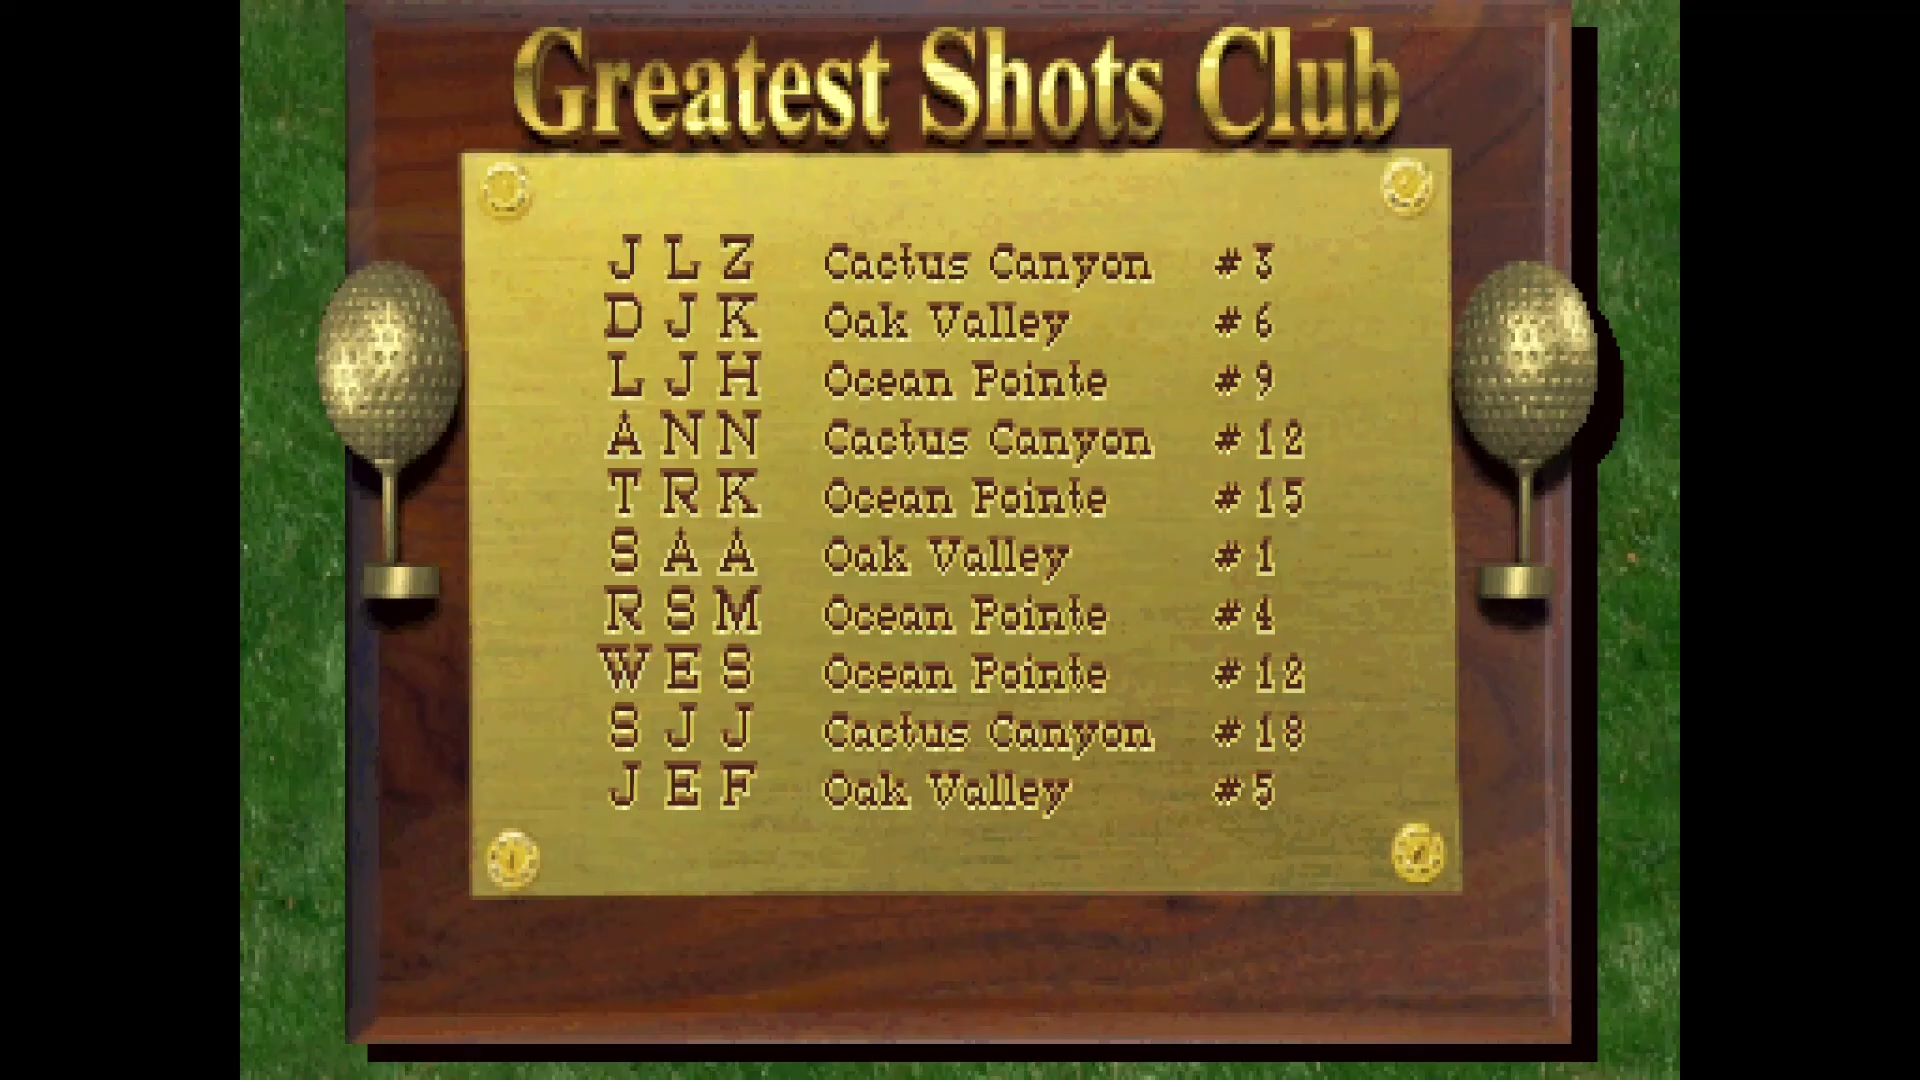 Greatest Shots Club
J L Z Cactus Canyon #3
D J K Oak Valley #6
L J H Ocean Pointe #9
A N N Cactus Canyon #12
T R K Ocean Pointe #15
S A A Oak Valley #1
R S M Ocean Pointe #4
W E S Ocean Pointe #12
S J J Cactus Canyon #18
J E F Oak Valley #5